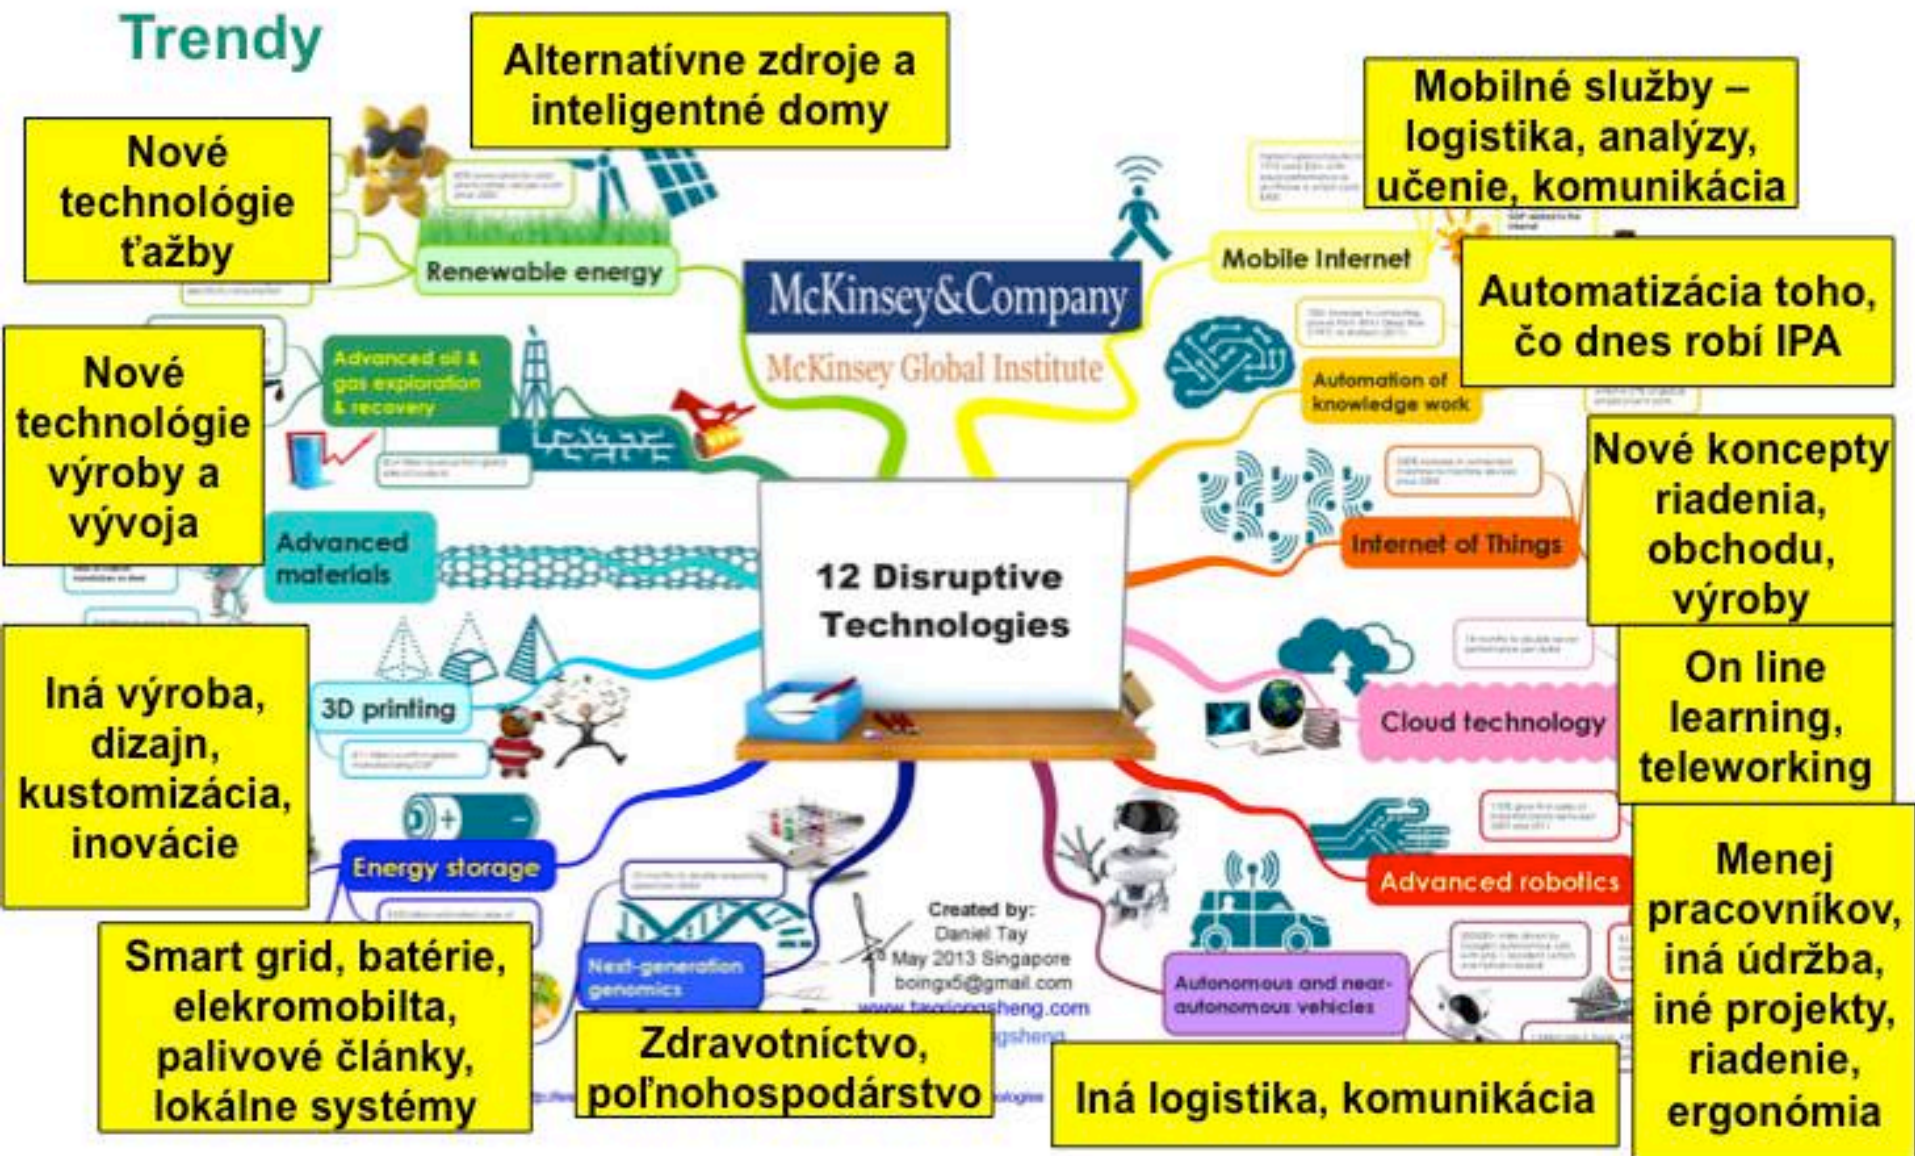 Trendy
Alternatívne zdroje a
inteligentné domy
Mobilné služby –
logistika, analýzy,
učenie, komunikácia
Nové
technológie
ťažby
Renewable energy
McKinsey&Company
McKinsey Global Institute
Mobile Internet
Automatizácia toho,
čo dnes robí IPA
Nové
technológie
výroby a
vývoja
Advanced oil &
gas exploration
& recovery
Automation of
knowledge work
Nové koncepty
riadenia,
obchodu,
výroby
Advanced
materials
12 Disruptive
Technologies
Internet of Things
Iná výroba,
dizajn,
kustomizácia,
inovácie
3D printing
Cloud technology
On line
learning,
teleworking
Energy storage
Advanced robotics
Menej
pracovníkov,
iná údržba,
iné projekty,
riadenie,
ergonómia
Smart grid, batérie,
elekromobilta,
palivové články,
lokálne systémy
Next-generation
genomics
Created by:
Daniel Tay
May 2013 Singapore
boingx5@gmail.com
Autonomous and near-
autonomous vehicles
Zdravotníctvo,
poľnohospodárstvo
Iná logistika, komunikácia